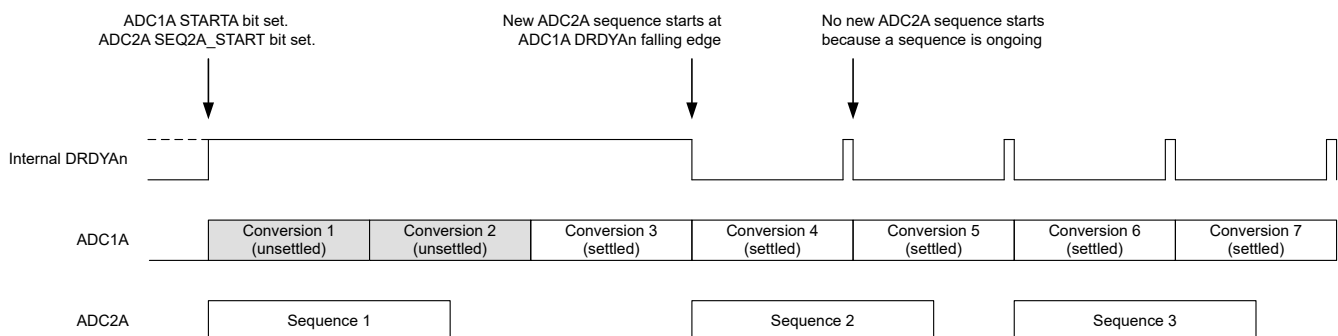 ADC1A STARTA bit set.
ADC2A SEQ2A_START bit set.
New ADC2A sequence starts at
ADC1A DRDYAn falling edge
No new ADC2A sequence starts
because a sequence is ongoing
Internal DRDYAn
ADC1A
Conversion 1
(unsettled)
Conversion 2
(unsettled)
Conversion 3
(settled)
Conversion 4
(settled)
Conversion 5
(settled)
Conversion 6
(settled)
Conversion 7
(settled)
ADC2A
Sequence 1
Sequence 2
Sequence 3